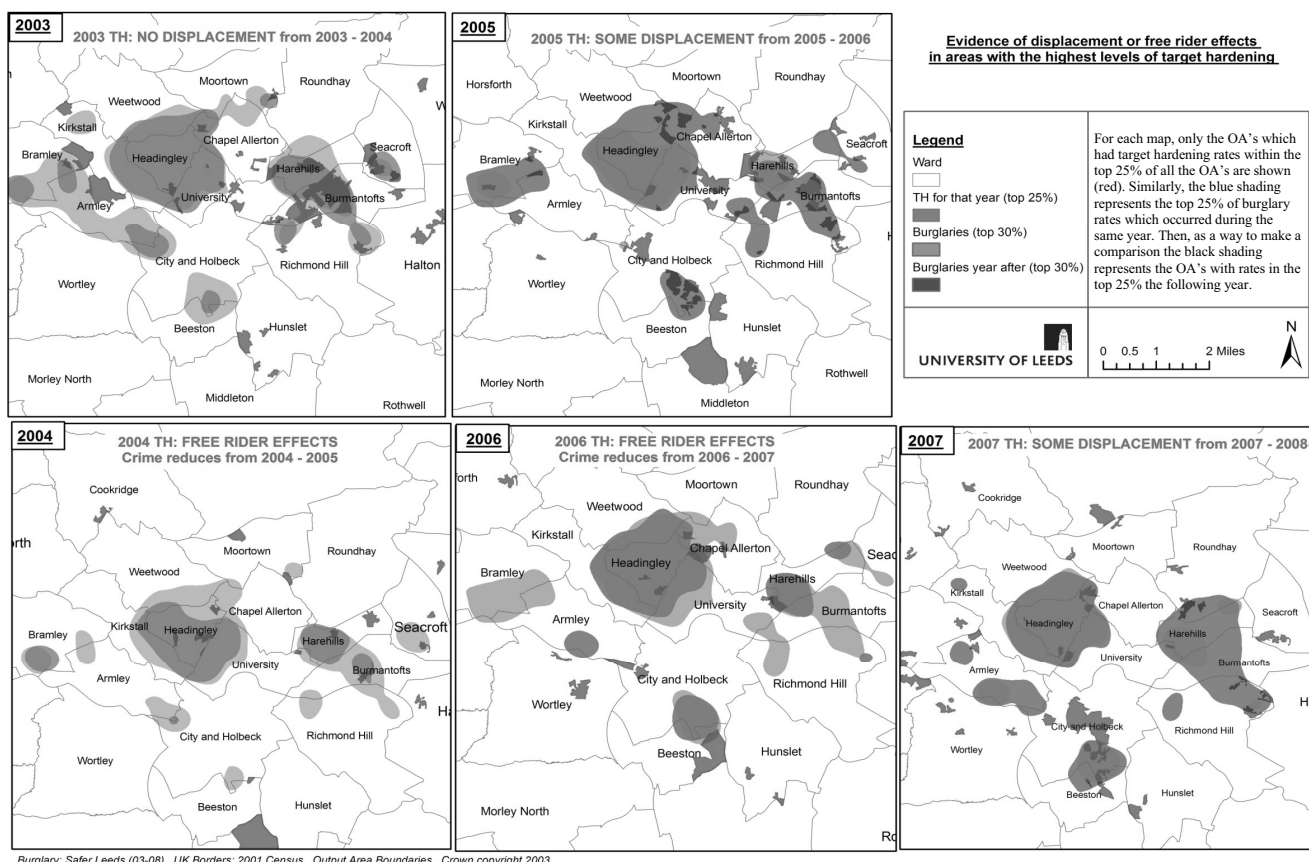 2003
2003 TH: NO DISPLACEMENT from 2003 - 2004
Moortown
Roundhay
Weetwood
Kirkstall
Chapel Allerton
Seacroft
Bramley
Headingley
Harehills
University
Burmantofts
Armley
City and Holbeck
Richmond Hill
Halton
Wortley
Beeston
Hunslet
Morley North
Middleton
Rothwell
2005
2005 TH: SOME DISPLACEMENT from 2005 - 2006
Moortown
Roundhay
Horsforth
Weetwood
Kirkstall
Chapel Allerton
Seacroft
Bramley
Headingley
Harehills
University
Burmantofts
Armley
City and Holbeck
Richmond Hill
Wortley
Beeston
Hunslet
Morley North
Middleton
Rothwell
Evidence of displacement or free rider effects
in areas with the highest levels of target hardening
Legend
Ward
TH for that year (top 25%)
Burglaries (top 30%)
Burglaries year after (top 30%)
For each map, only the OA's which
had target hardening rates within the
top 25% of all the OA's are shown
(red). Similarly, the blue shading
represents the top 25% of burglary
rates which occurred during the
same year. Then, as a way to make a
comparison the black shading
represents the OA's with rates in the
top 25% the following year.
UNIVERSITY OF LEEDS
0 0.5 1 2 Miles
N
2004
2004 TH: FREE RIDER EFFECTS
Crime reduces from 2004 - 2005
Cookridge
orth
Moortown
Roundhay
Weetwood
Chapel Allerton
Kirkstall
Headingley
Seacroft
Bramley
Harehills
University
Burmantofts
Armley
Ha
City and Holbeck
Richmond Hill
Wortley
Beeston
Hunslet
2006
2006 TH: FREE RIDER EFFECTS
Crime reduces from 2006 - 2007
forth
Moortown
Roundhay
Weetwood
Kirkstall
Chapel Allerton
Seac
Headingley
Bramley
Harehills
University
Burmantofts
Armley
City and Holbeck
Richmond Hill
Wortley
Beeston
Hunslet
Morley North
Ro
2007
2007 TH: SOME DISPLACEMENT from 2007 - 2008
Cookridge
Moortown
Roundhay
Weetwood
Kirkstall
Chapel Allerton
Seacroft
Headingley
Harehills
University
Burmantofts
Armley
H
City and Holbeck
Richmond Hill
Wortley
Beeston
Hunslet
Burglary: Safer Leeds (03-08). UK Borders: 2001 Census, Output Area Boundaries. Crown copyright 2003